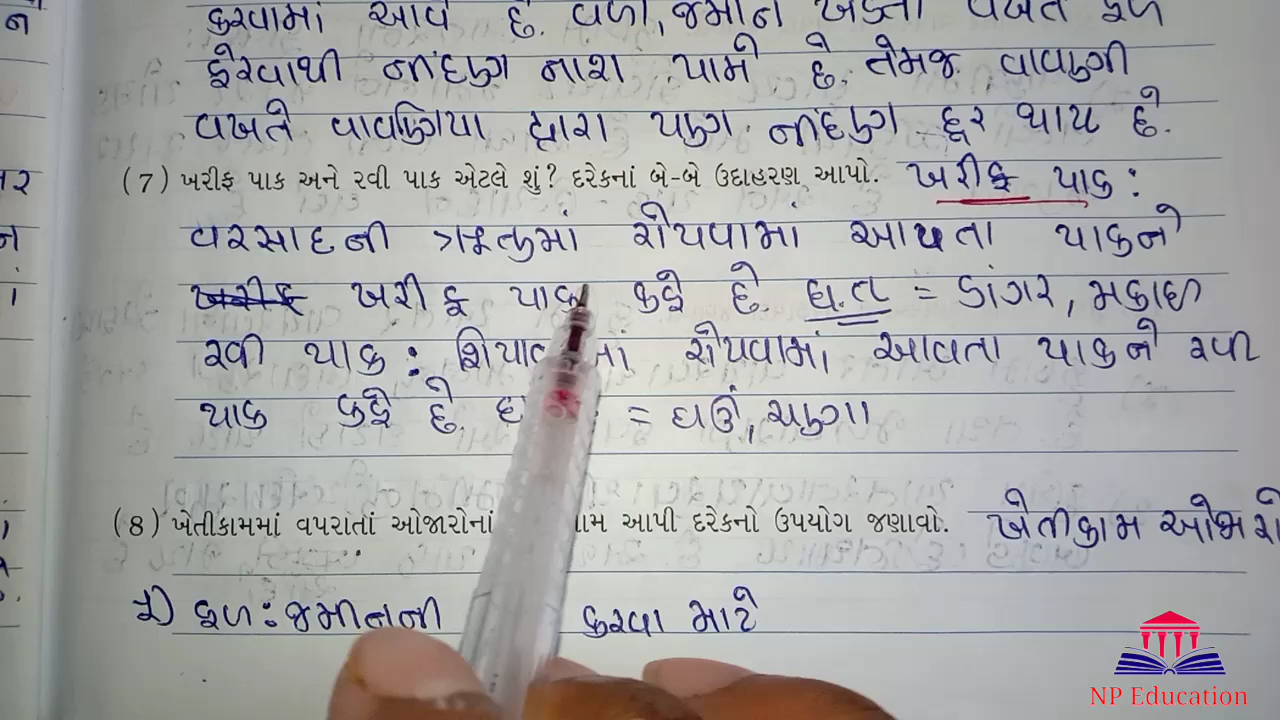 કરવામાં આવે છે. વળી, જમીન ખેડતી વખતે હળ
ફેરવાથી નીંદણ નાશ પામે છે. તેમજ વાવણી
વખતે વાવણિયા દ્વારા પણ નીંદણ દૂર થાય છે.
(7) ખરીફ પાક અને રવી પાક એટલે શું? દરેકનાં બે-બે ઉદાહરણ આપો. ખરીફ પાક :
વરસાદની ઋતુમાં રોપવામાં આવતા પાકને
ખરીફ ખરીફ પાક કહે છે. ઘ.ત = ડાંગર, મકાઈ
રવી પાક : રોપવામાં આવતા પાકને રવી
પાક કહે છે. = ઘઉં, ચણા
(8) ખેતીકામમાં વપરાતાં ઓજારોનાં આપી દરેકનો ઉપયોગ જણાવો. ખેતીકામ ઓજારો
૧) હળ : જમીનની કરવા માટે
NP Education